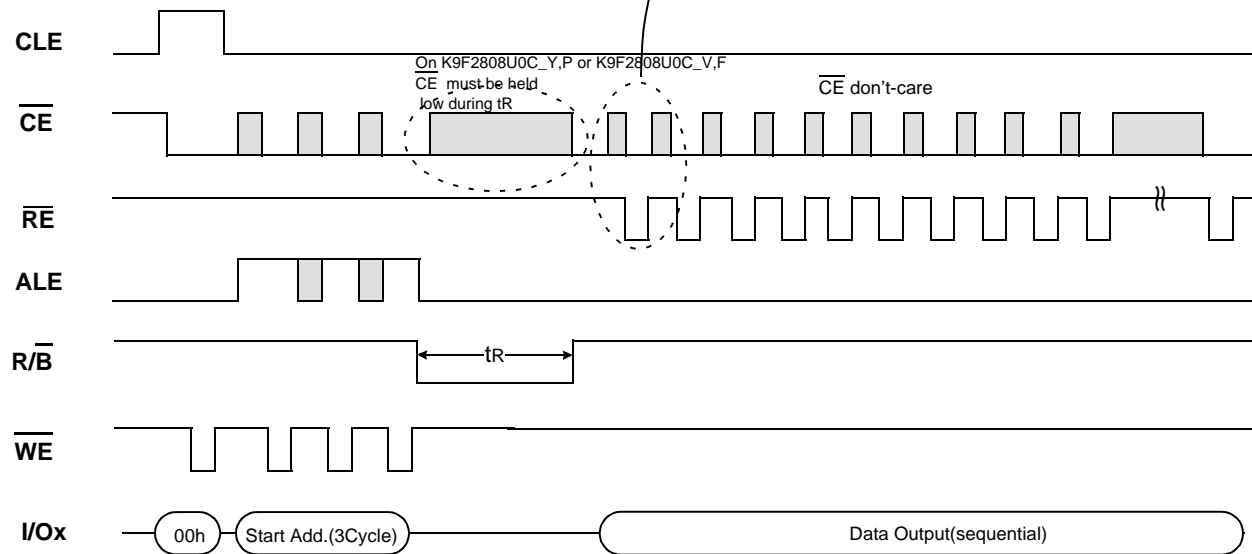 CLE
On K9F2808U0C_Y,P or K9F2808U0C_V,F
CE must be held
low during tR
CE don't-care
CE
RE
ALE
R/B
tR
WE
I/Ox
00h
Start Add.(3Cycle)
Data Output(sequential)